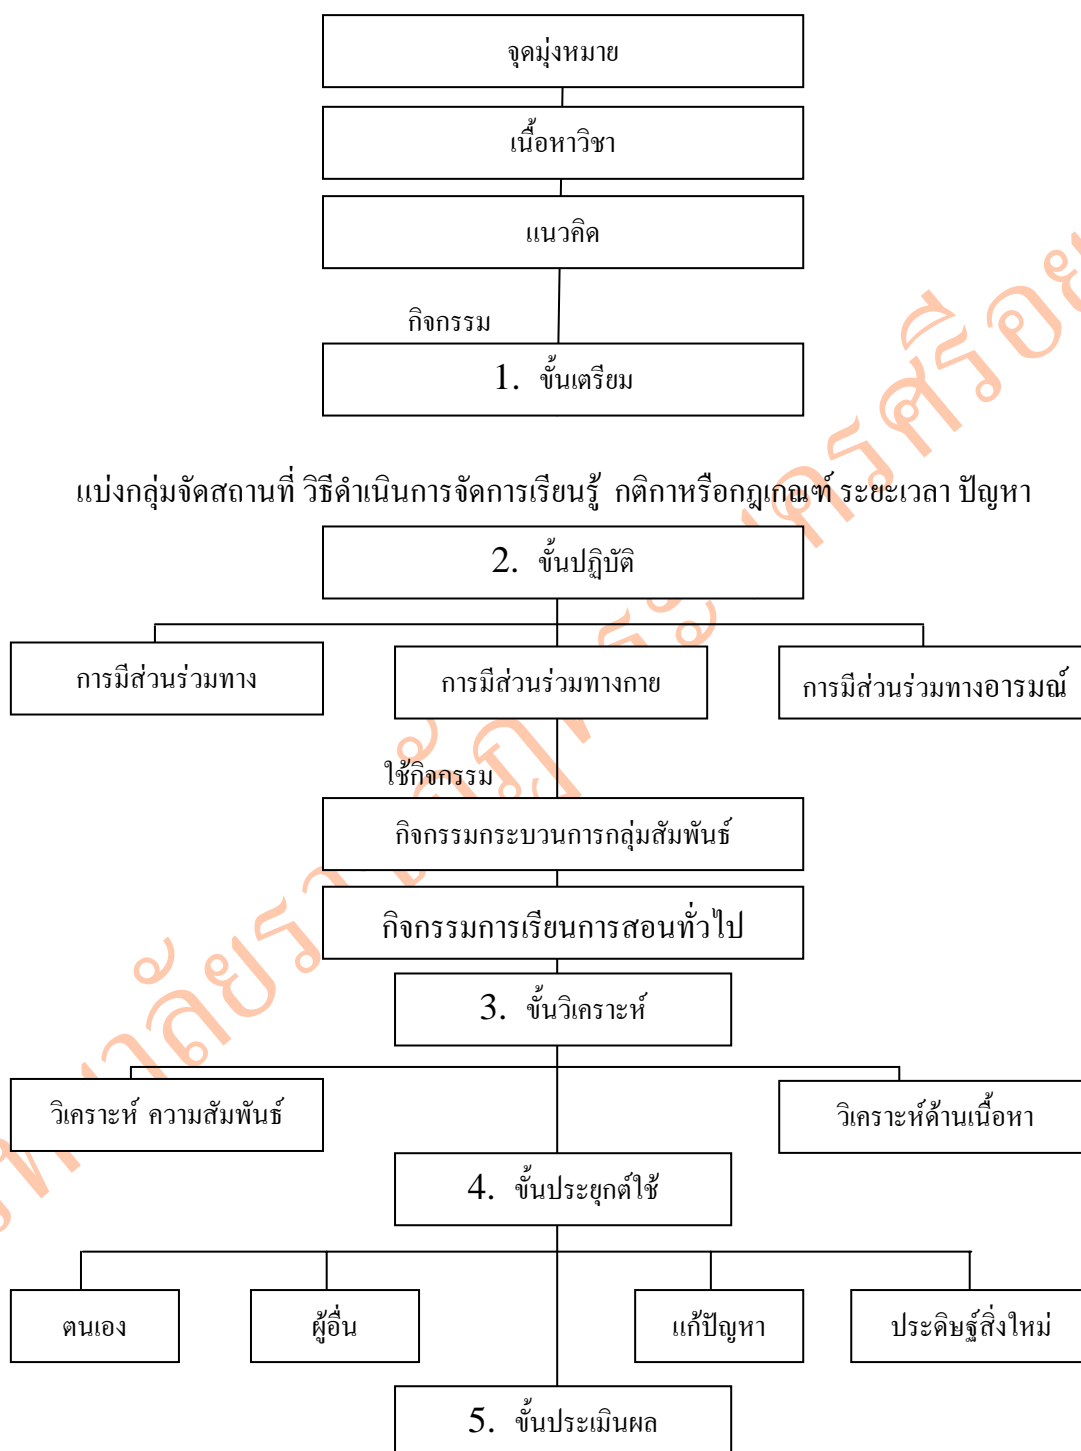 จุดมุ่งหมาย
เนื้อหาวิชา
แนวคิด
กิจกรรม
1. ขั้นเตรียม
แบ่งกลุ่มจัดสถานที่ วิธีดำเนินการจัดการเรียนรู้ กติกาหรือกฎเกณฑ์ ระยะเวลา ปัญหา
2. ขั้นปฏิบัติ
การมีส่วนร่วมทาง
การมีส่วนร่วมทางกาย
การมีส่วนร่วมทางอารมณ์
ใช้กิจกรรม
กิจกรรมกระบวนการกลุ่มสัมพันธ์
กิจกรรมการเรียนการสอนทั่วไป
3. ขั้นวิเคราะห์
วิเคราะห์ ความสัมพันธ์
วิเคราะห์ด้านเนื้อหา
4. ขั้นประยุกต์ใช้
ตนเอง
ผู้อื่น
แก้ปัญหา
ประดิษฐ์สิ่งใหม่
5. ขั้นประเมินผล